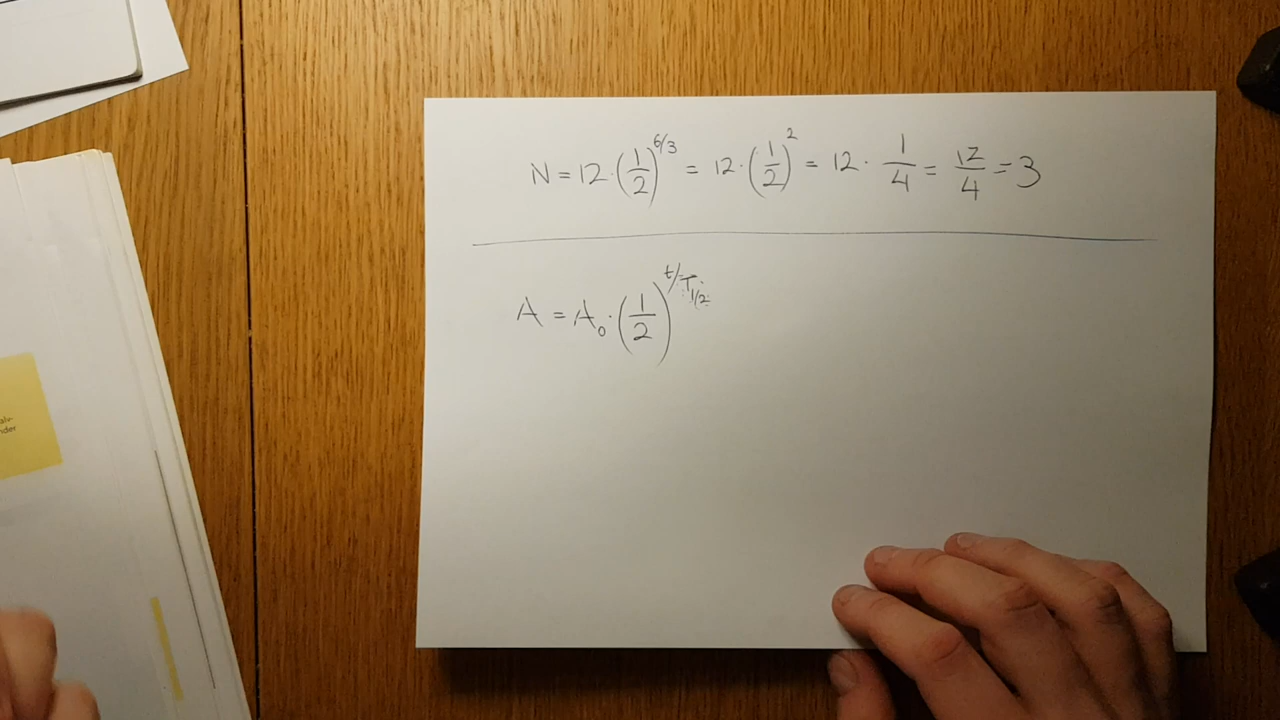 N = 12 · (1/2)^6/3 = 12 · (1/2)^2 = 12 · 1/4 = 12/4 = 3
A = A₀ · (1/2)^t/T₁/₂